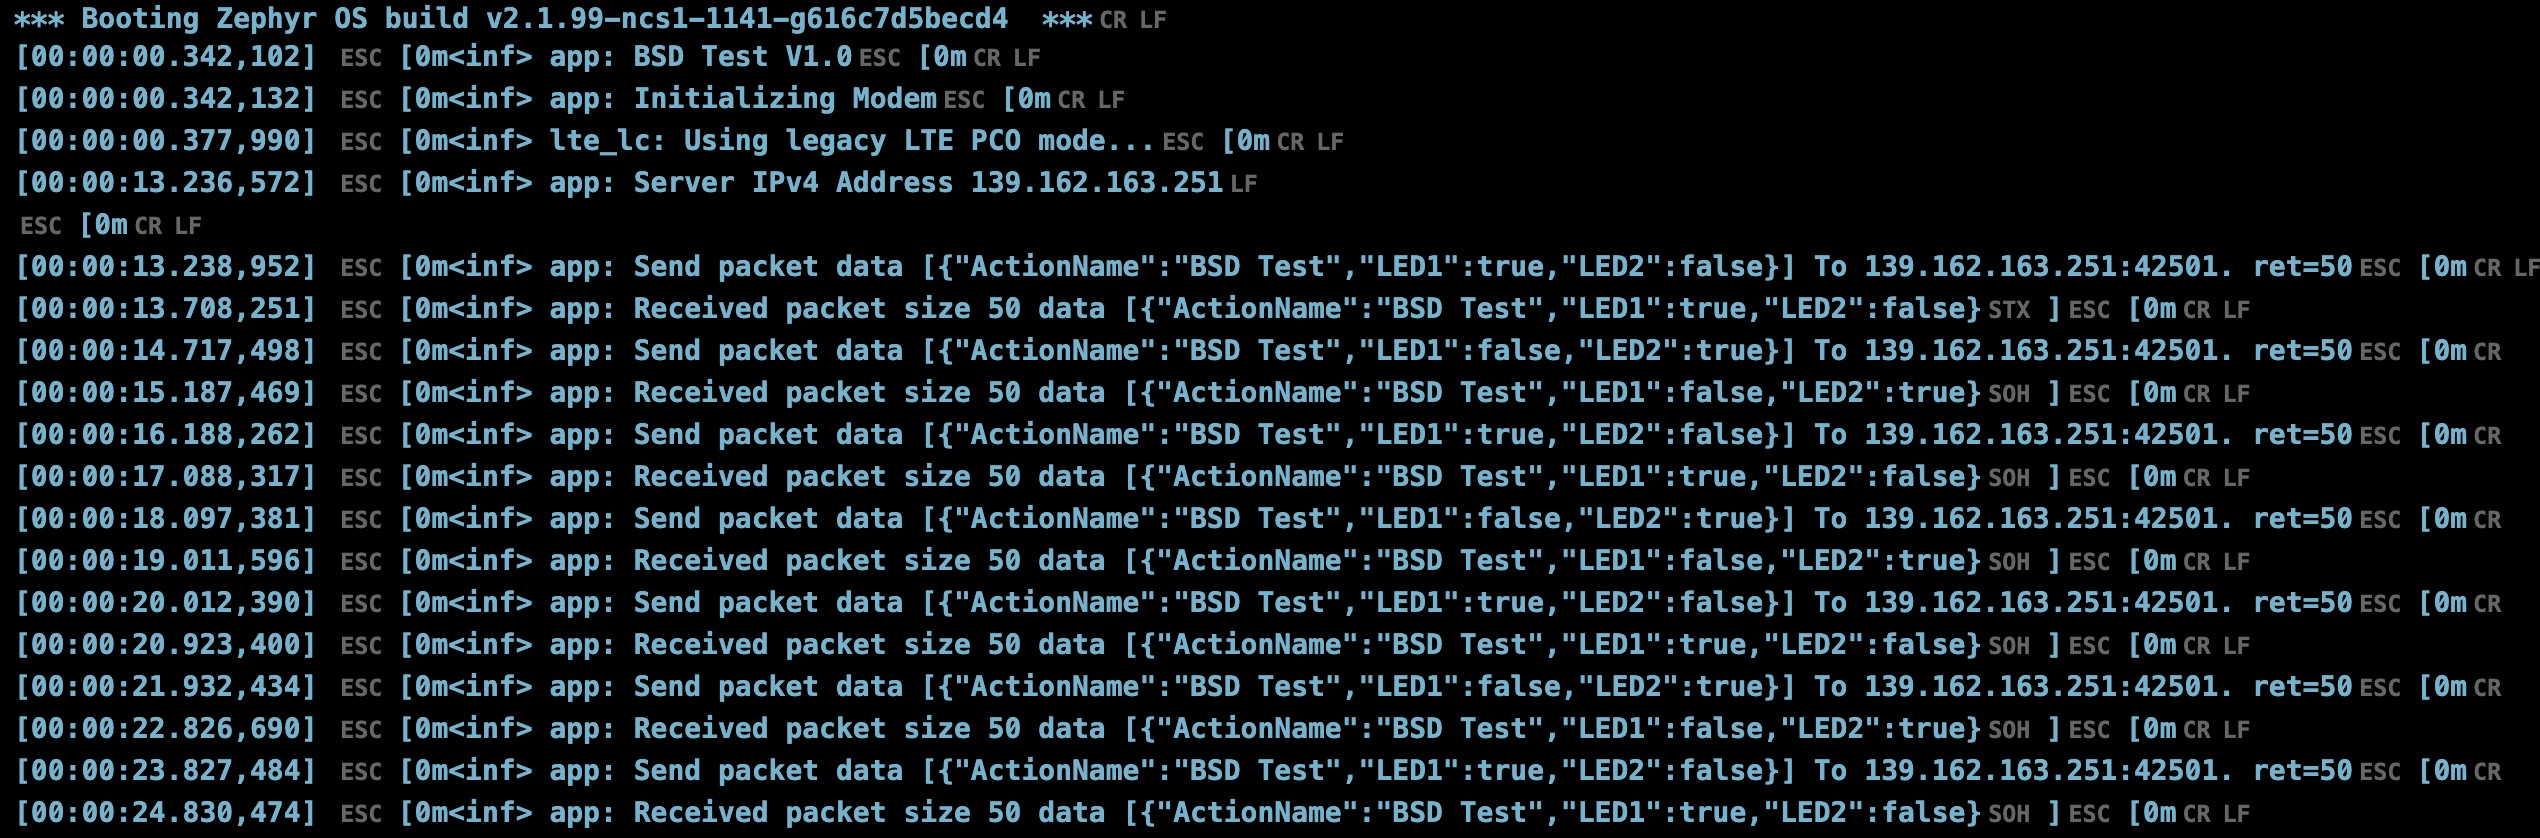 *** Booting Zephyr OS build v2.1.99-ncs1-1141-g616c7d5becd4  *** CR LF
[00:00:00.342,102] ESC [0m<inf> app: BSD Test V1.0 ESC [0m CR LF
[00:00:00.342,132] ESC [0m<inf> app: Initializing Modem ESC [0m CR LF
[00:00:00.377,990] ESC [0m<inf> lte_lc: Using legacy LTE PCO mode... ESC [0m CR LF
[00:00:13.236,572] ESC [0m<inf> app: Server IPv4 Address 139.162.163.251 LF
ESC [0m CR LF
[00:00:13.238,952] ESC [0m<inf> app: Send packet data [{"ActionName":"BSD Test","LED1":true,"LED2":false}] To 139.162.163.251:42501. ret=50 ESC [0m CR LF
[00:00:13.708,251] ESC [0m<inf> app: Received packet size 50 data [{"ActionName":"BSD Test","LED1":true,"LED2":false} STX ] ESC [0m CR LF
[00:00:14.717,498] ESC [0m<inf> app: Send packet data [{"ActionName":"BSD Test","LED1":false,"LED2":true}] To 139.162.163.251:42501. ret=50 ESC [0m CR
[00:00:15.187,469] ESC [0m<inf> app: Received packet size 50 data [{"ActionName":"BSD Test","LED1":false,"LED2":true} SOH ] ESC [0m CR LF
[00:00:16.188,262] ESC [0m<inf> app: Send packet data [{"ActionName":"BSD Test","LED1":true,"LED2":false}] To 139.162.163.251:42501. ret=50 ESC [0m CR
[00:00:17.088,317] ESC [0m<inf> app: Received packet size 50 data [{"ActionName":"BSD Test","LED1":true,"LED2":false} SOH ] ESC [0m CR LF
[00:00:18.097,381] ESC [0m<inf> app: Send packet data [{"ActionName":"BSD Test","LED1":false,"LED2":true}] To 139.162.163.251:42501. ret=50 ESC [0m CR
[00:00:19.011,596] ESC [0m<inf> app: Received packet size 50 data [{"ActionName":"BSD Test","LED1":false,"LED2":true} SOH ] ESC [0m CR LF
[00:00:20.012,390] ESC [0m<inf> app: Send packet data [{"ActionName":"BSD Test","LED1":true,"LED2":false}] To 139.162.163.251:42501. ret=50 ESC [0m CR
[00:00:20.923,400] ESC [0m<inf> app: Received packet size 50 data [{"ActionName":"BSD Test","LED1":true,"LED2":false} SOH ] ESC [0m CR LF
[00:00:21.932,434] ESC [0m<inf> app: Send packet data [{"ActionName":"BSD Test","LED1":false,"LED2":true}] To 139.162.163.251:42501. ret=50 ESC [0m CR
[00:00:22.826,690] ESC [0m<inf> app: Received packet size 50 data [{"ActionName":"BSD Test","LED1":false,"LED2":true} SOH ] ESC [0m CR LF
[00:00:23.827,484] ESC [0m<inf> app: Send packet data [{"ActionName":"BSD Test","LED1":true,"LED2":false}] To 139.162.163.251:42501. ret=50 ESC [0m CR
[00:00:24.830,474] ESC [0m<inf> app: Received packet size 50 data [{"ActionName":"BSD Test","LED1":true,"LED2":false} SOH ] ESC [0m CR LF